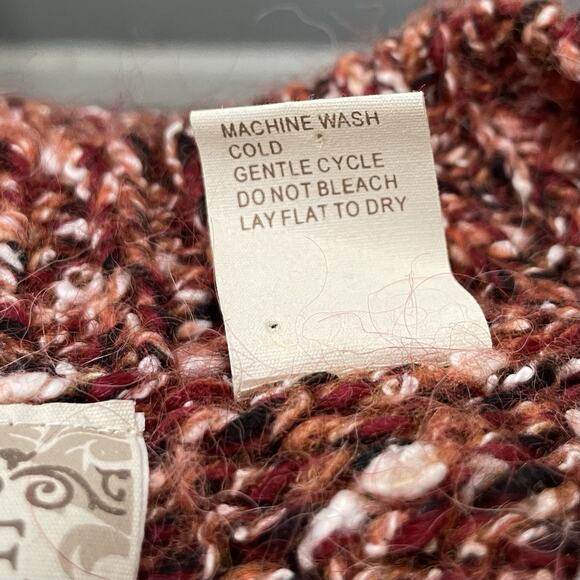 MACHINE WASH
COLD
GENTLE CYCLE
DO NOT BLEACH
LAY FLAT TO DRY